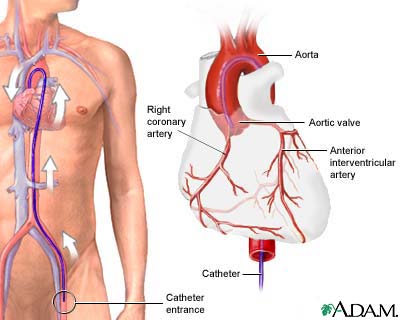 Aorta
Right
coronary
artery
Aortic valve
Anterior
interventricular
artery
Catheter
Catheter
entrance
A.D.A.M.